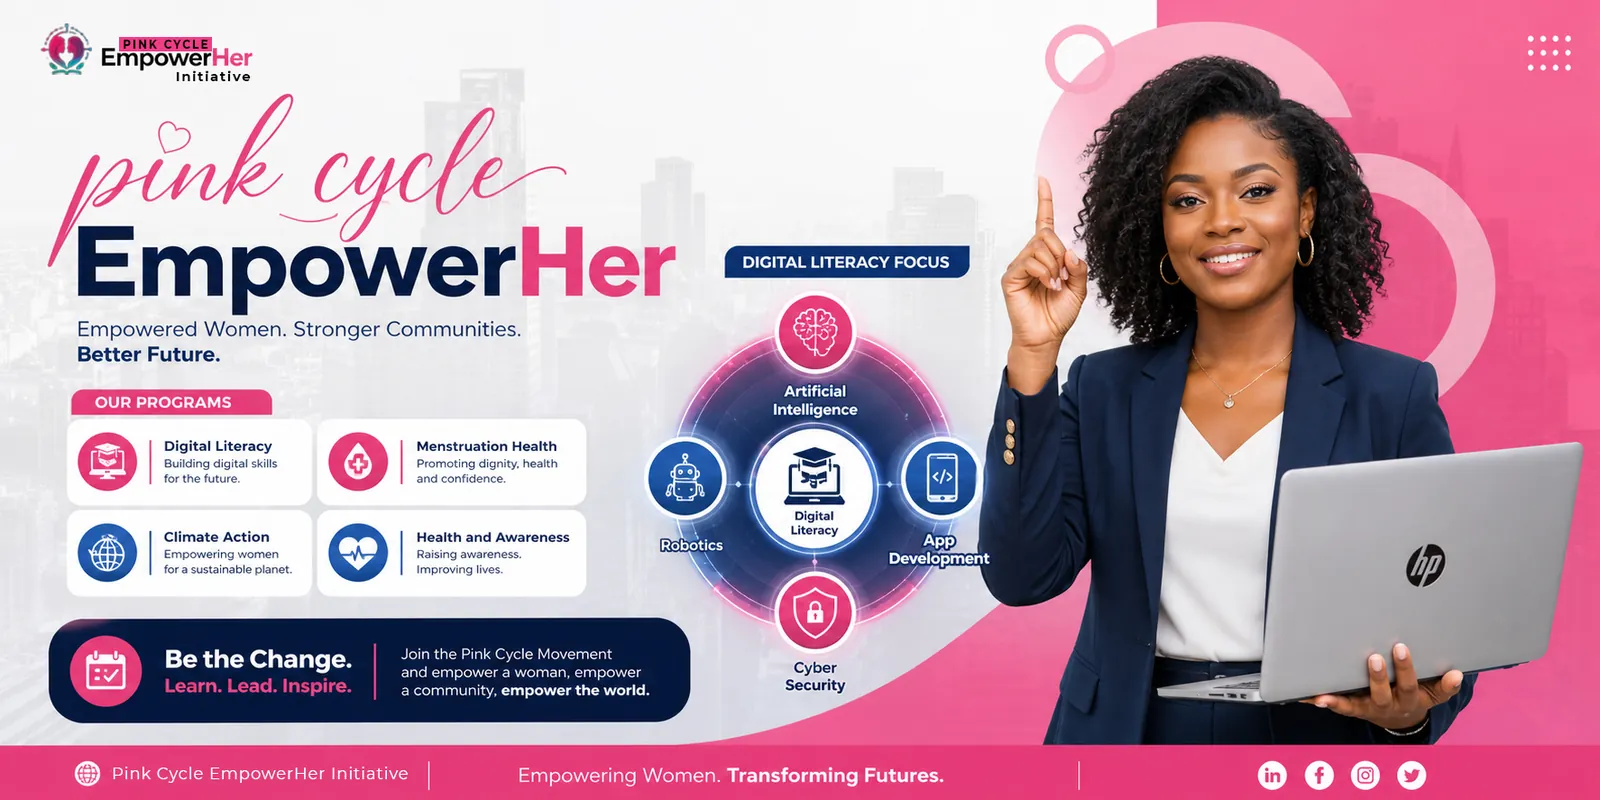 PINK CYCLE
EmpowerHer
Initiative
pink cycle
EmpowerHer
Empowered Women. Stronger Communities.
Better Future.
OUR PROGRAMS
Digital Literacy
Building digital skills
for the future.
Menstruation Health
Promoting dignity, health
and confidence.
Climate Action
Empowering women
for a sustainable planet.
Health and Awareness
Raising awareness.
Improving lives.
Be the Change.
Learn. Lead. Inspire.
Join the Pink Cycle Movement
and empower a woman, empower
a community, empower the world.
DIGITAL LITERACY FOCUS
Artificial
Intelligence
Robotics
Digital
Literacy
</>
App
Development
Cyber
Security
hp
Pink Cycle EmpowerHer Initiative
Empowering Women. Transforming Futures.
in
f